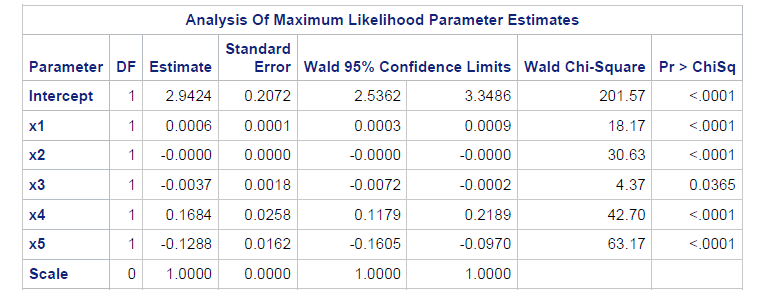 Analysis Of Maximum Likelihood Parameter Estimates
Parameter DF Estimate Standard Error Wald 95% Confidence Limits Wald Chi-Square Pr > ChiSq
Intercept 1 2.9424 0.2072 2.5362 3.3486 201.57 <.0001
x1 1 0.0006 0.0001 0.0003 0.0009 18.17 <.0001
x2 1 -0.0000 0.0000 -0.0000 -0.0000 30.63 <.0001
x3 1 -0.0037 0.0018 -0.0072 -0.0002 4.37 0.0365
x4 1 0.1684 0.0258 0.1179 0.2189 42.70 <.0001
x5 1 -0.1288 0.0162 -0.1605 -0.0970 63.17 <.0001
Scale 0 1.0000 0.0000 1.0000 1.0000